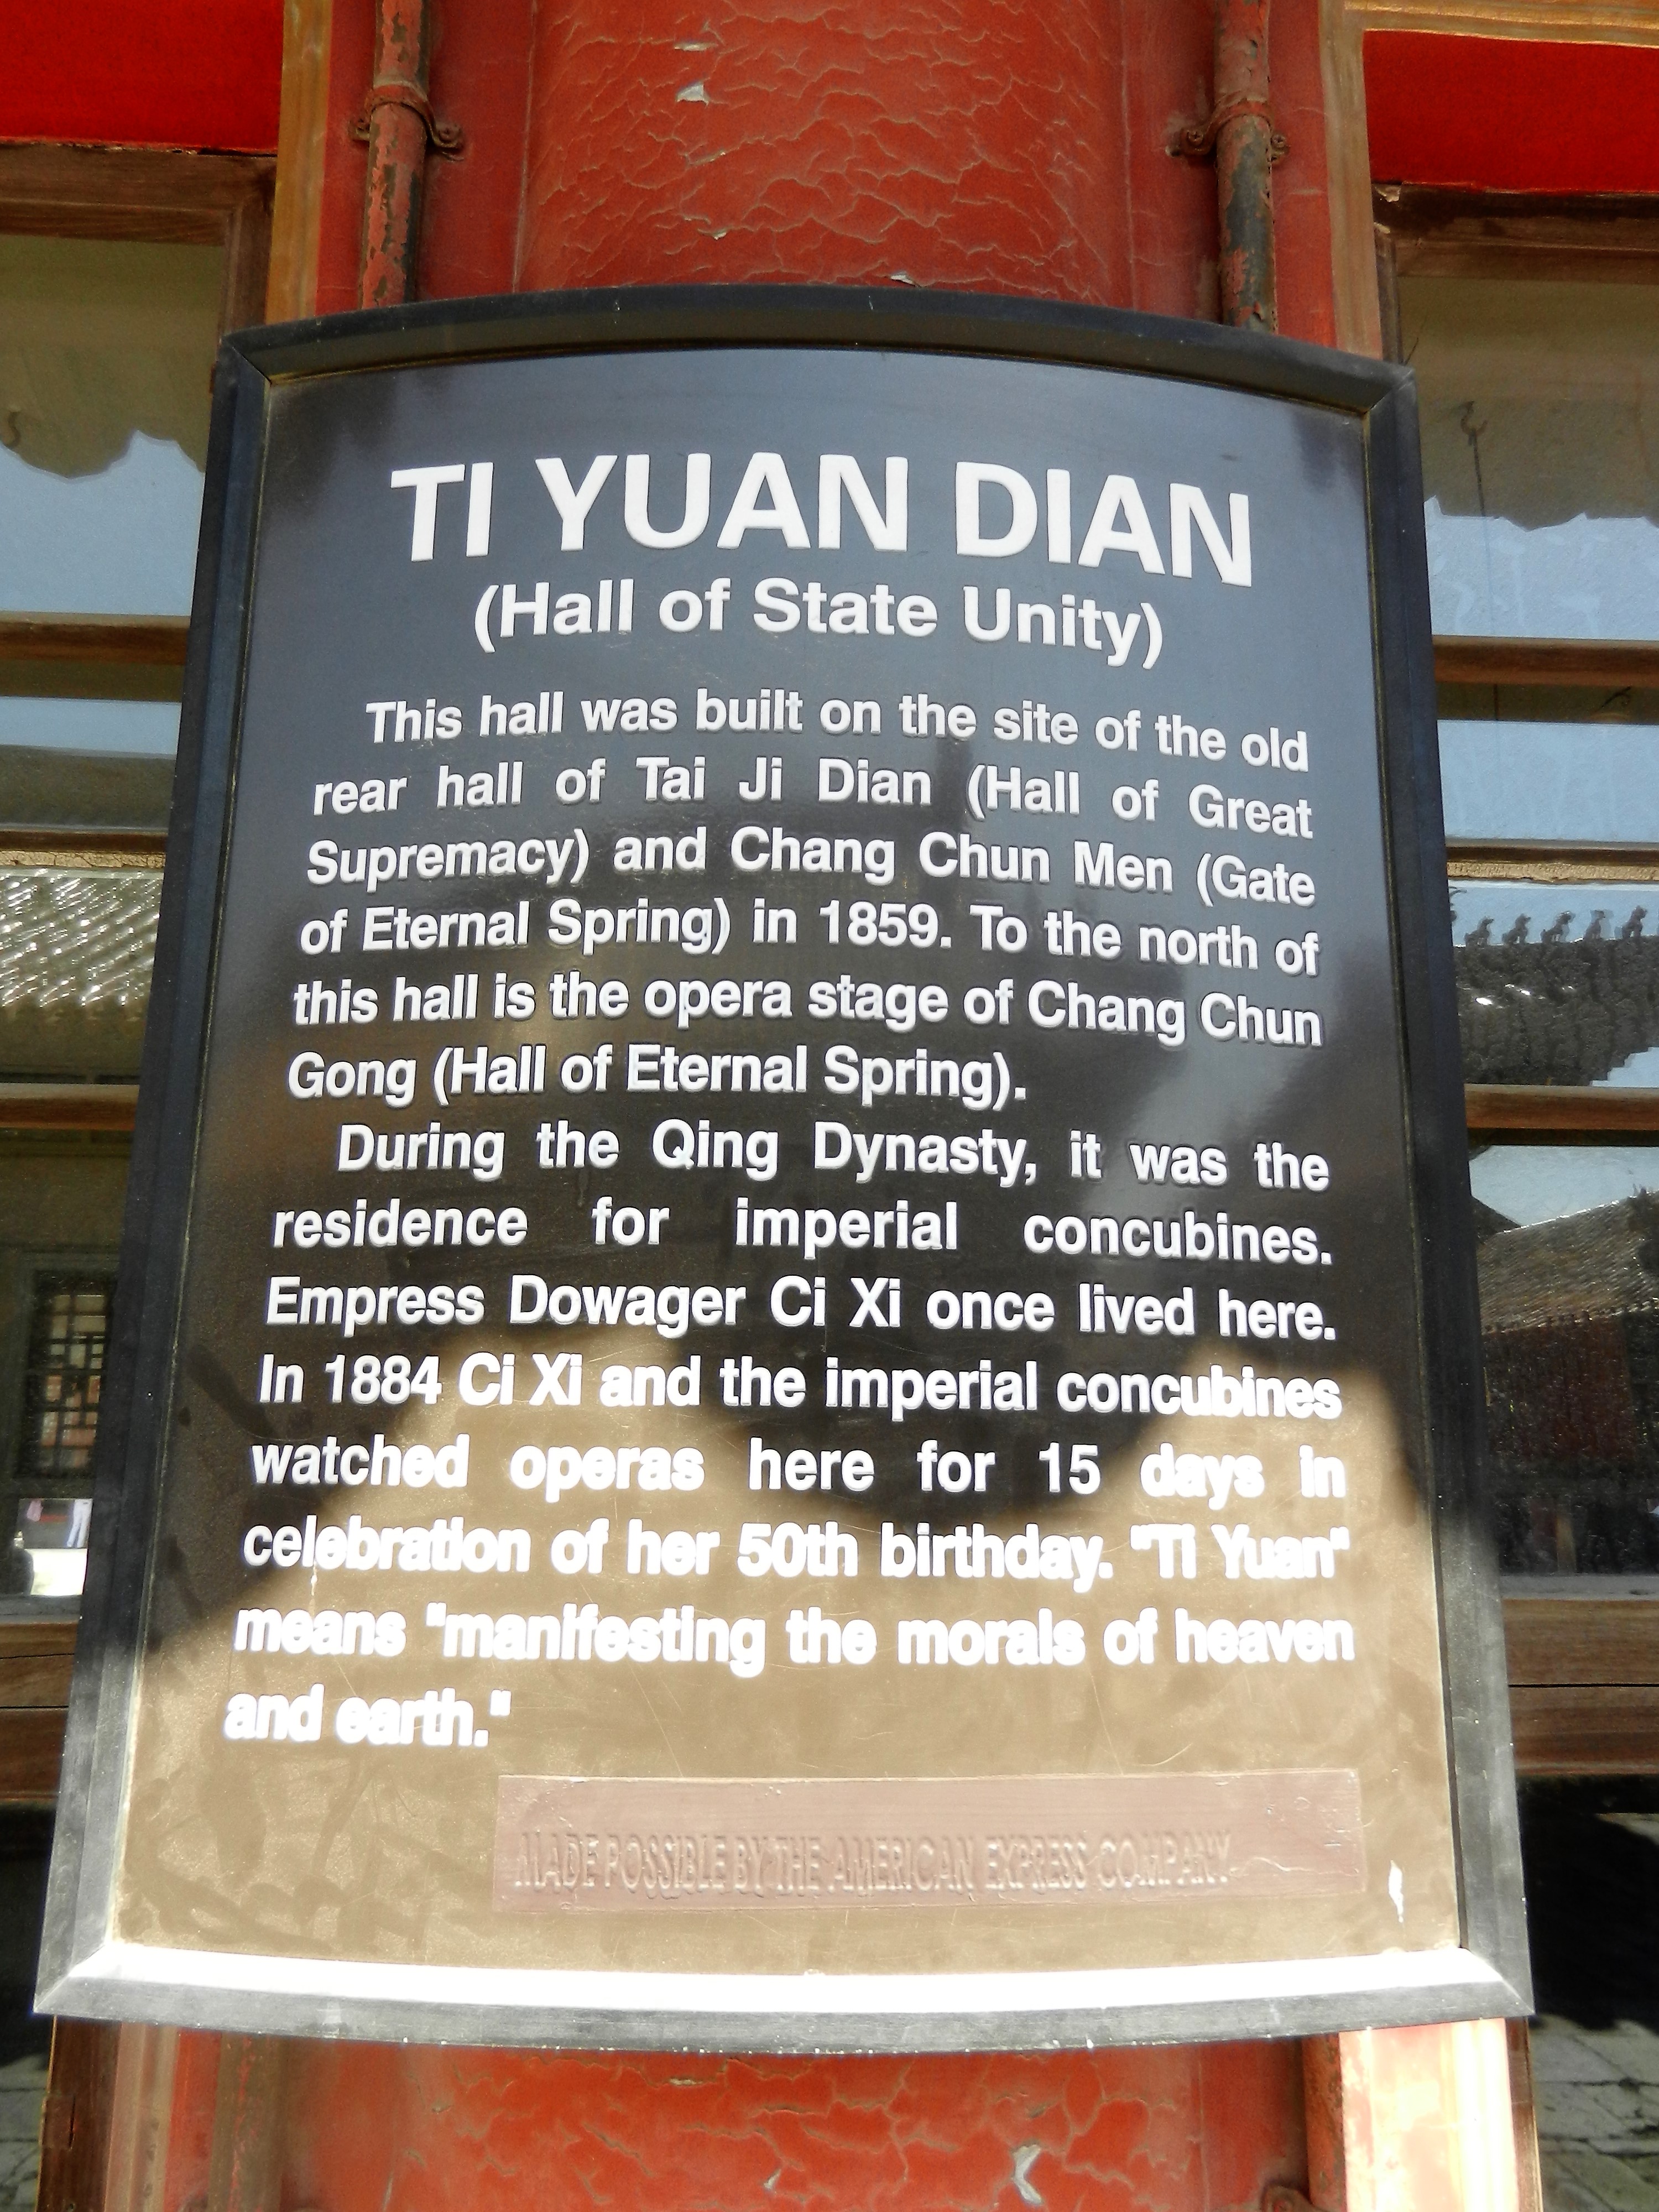 TI YUAN DIAN
(Hall of State Unity)
This hall was built on the site of the old
rear hall of Tai Ji Dian (Hall of Great
Supremacy) and Chang Chun Men (Gate
of Eternal Spring) in 1859. To the north of
this hall is the opera stage of Chang Chun
Gong (Hall of Eternal Spring).
During the Qing Dynasty, it was the
residence for imperial concubines.
Empress Dowager Ci Xi once lived here.
In 1884 Ci Xi and the imperial concubines
watched operas here for 15 days in
celebration of her 50th birthday. "Ti Yuan"
means "manifesting the morals of heaven
and earth."
MADE POSSIBLE BY THE AMERICAN EXPRESS COMPANY